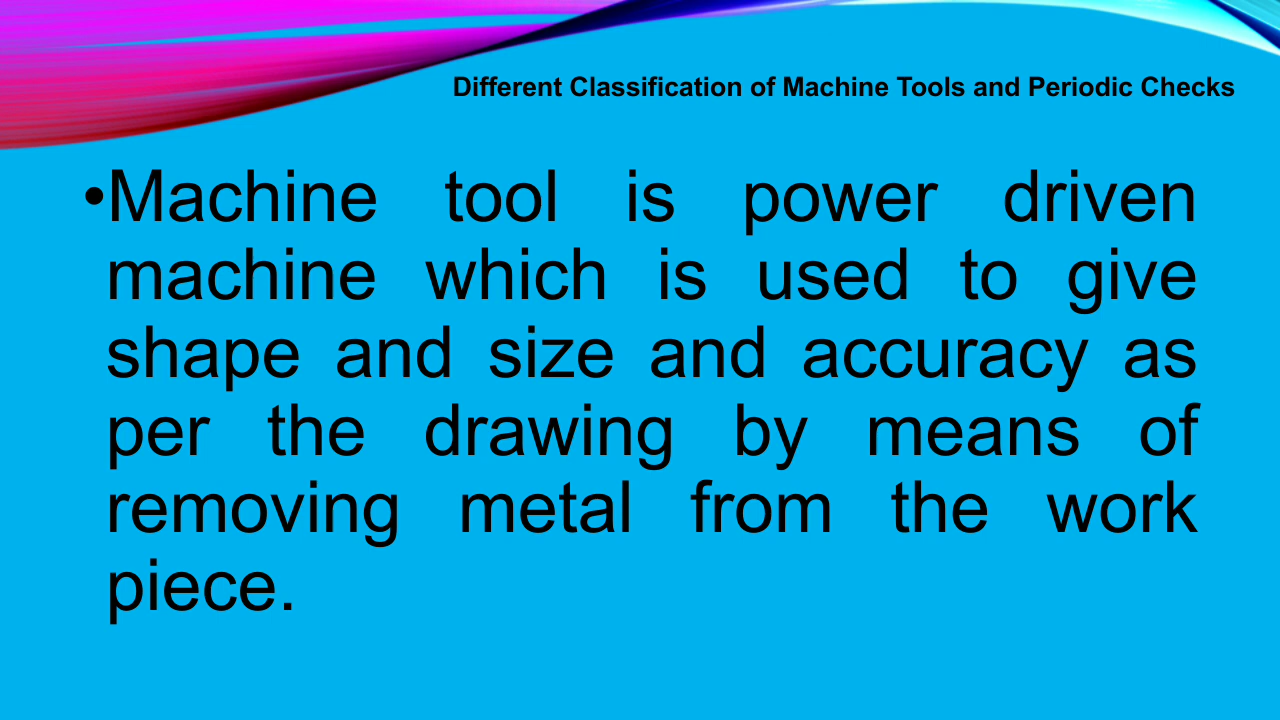 Different Classification of Machine Tools and Periodic Checks
•Machine tool is power driven
machine which is used to give
shape and size and accuracy as
per the drawing by means of
removing metal from the work
piece.